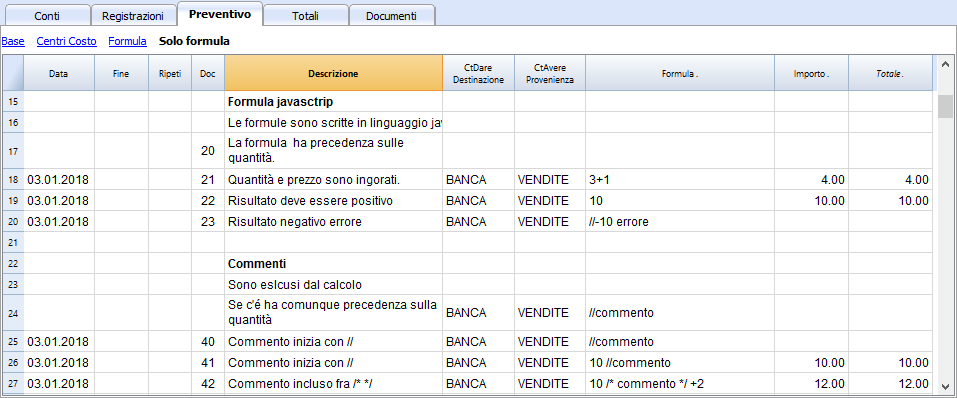 Conti Registrazioni Preventivo Totali Documenti
Base Centri Costo Formula Solo formula
Data Fine Ripeti Doc Descrizione CtDare Destinazione CtAvere Provenienza Formula . Importo . Totale .
15 Formula javasctrip
16 Le formule sono scritte in linguaggio jav
17 20 La formula ha precedenza sulle
quantità.
18 03.01.2018 21 Quantità e prezzo sono ingorati. BANCA VENDITE 3+1 4.00 4.00
19 03.01.2018 22 Risultato deve essere positivo BANCA VENDITE 10 10.00 10.00
20 03.01.2018 23 Risultato negativo errore BANCA VENDITE //-10 errore
21
22 Commenti
23 Sono eslcusi dal calcolo
24 Se c'é ha comunque precedenza sulla
quantità BANCA VENDITE //commento
25 03.01.2018 40 Commento inizia con // BANCA VENDITE //commento
26 03.01.2018 41 Commento inizia con // BANCA VENDITE 10 //commento 10.00 10.00
27 03.01.2018 42 Commento incluso fra /* */ BANCA VENDITE 10 /* commento */ +2 12.00 12.00